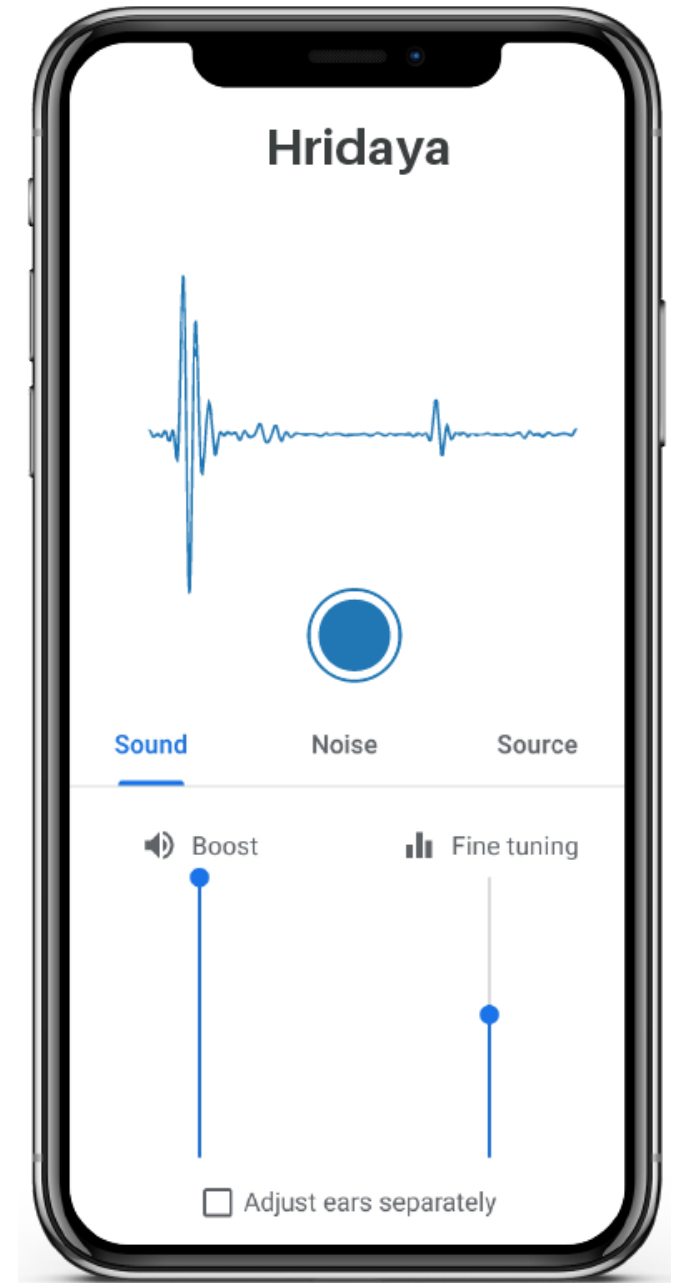 Hridaya
Sound Noise Source
Boost Fine tuning
Adjust ears separately